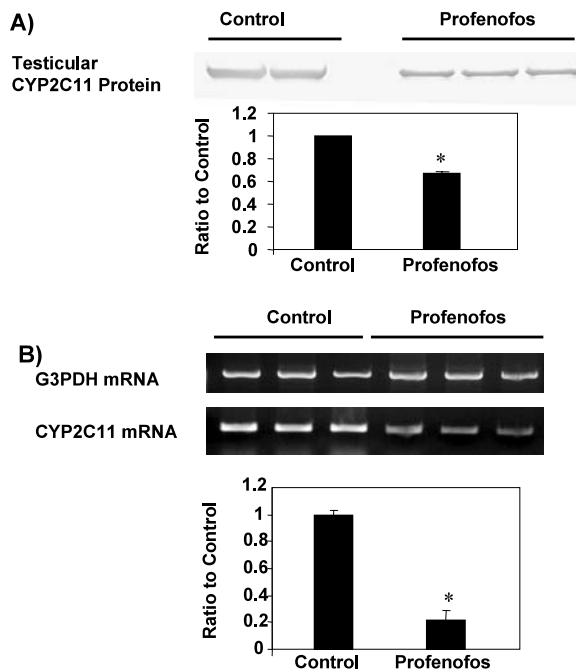 A)
Control Profenofos
Testicular
CYP2C11 Protein
Ratio to Control
1.2
1
0.8
0.6
0.4
0.2
0
*
Control Profenofos
B)
Control Profenofos
G3PDH mRNA
CYP2C11 mRNA
Ratio to Control
1.2
1
0.8
0.6
0.4
0.2
0
*
Control Profenofos